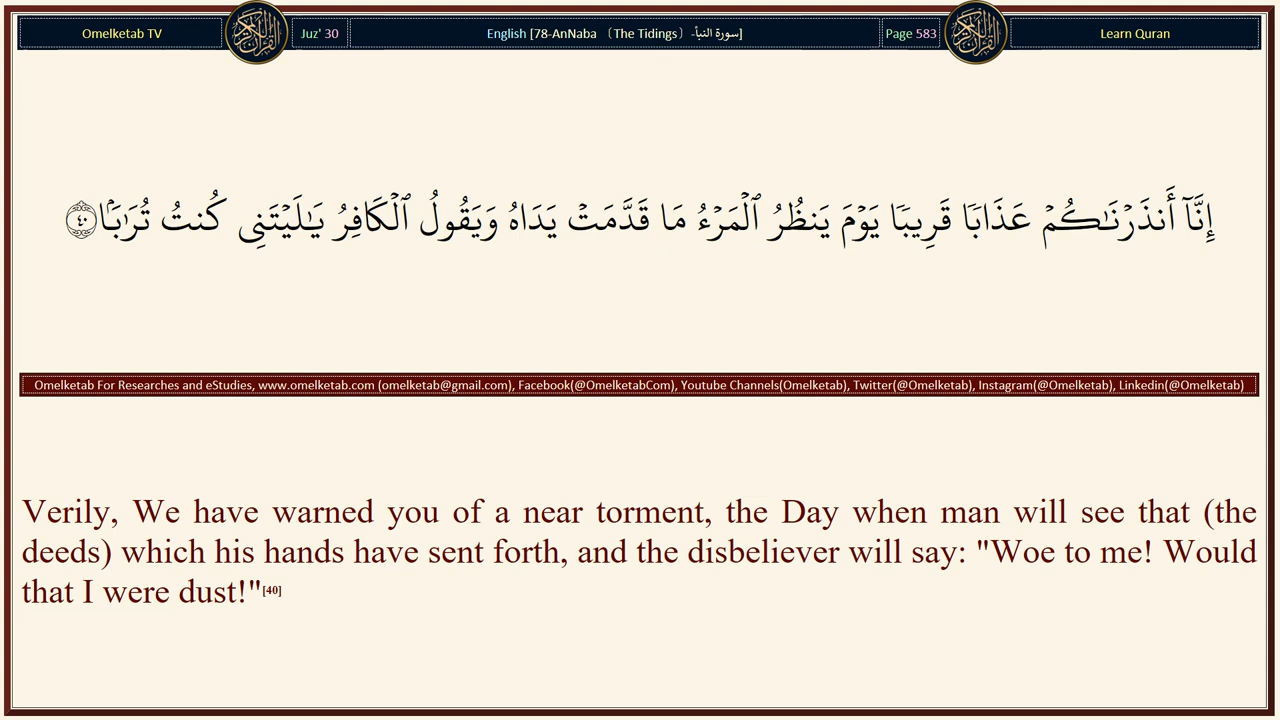 Omelketab TV
Juz' 30
English [78-AnNaba (The Tidings) -سورة النبأ]
Page 583
Learn Quran
إِنَّآ أَنذَرۡنَٰكُمۡ عَذَابٗا قَرِيبٗا يَوۡمَ يَنظُرُ ٱلۡمَرۡءُ مَا قَدَّمَتۡ يَدَاهُ وَيَقُولُ ٱلۡكَافِرُ يَٰلَيۡتَنِي كُنتُ تُرَٰبَۢا ٤٠
Omelketab For Researches and eStudies, www.omelketab.com (omelketab@gmail.com), Facebook(@OmelketabCom), Youtube Channels(Omelketab), Twitter(@Omelketab), Instagram(@Omelketab), Linkedin(@Omelketab)
Verily, We have warned you of a near torment, the Day when man will see that (the
deeds) which his hands have sent forth, and the disbeliever will say: "Woe to me! Would
that I were dust!"[40]